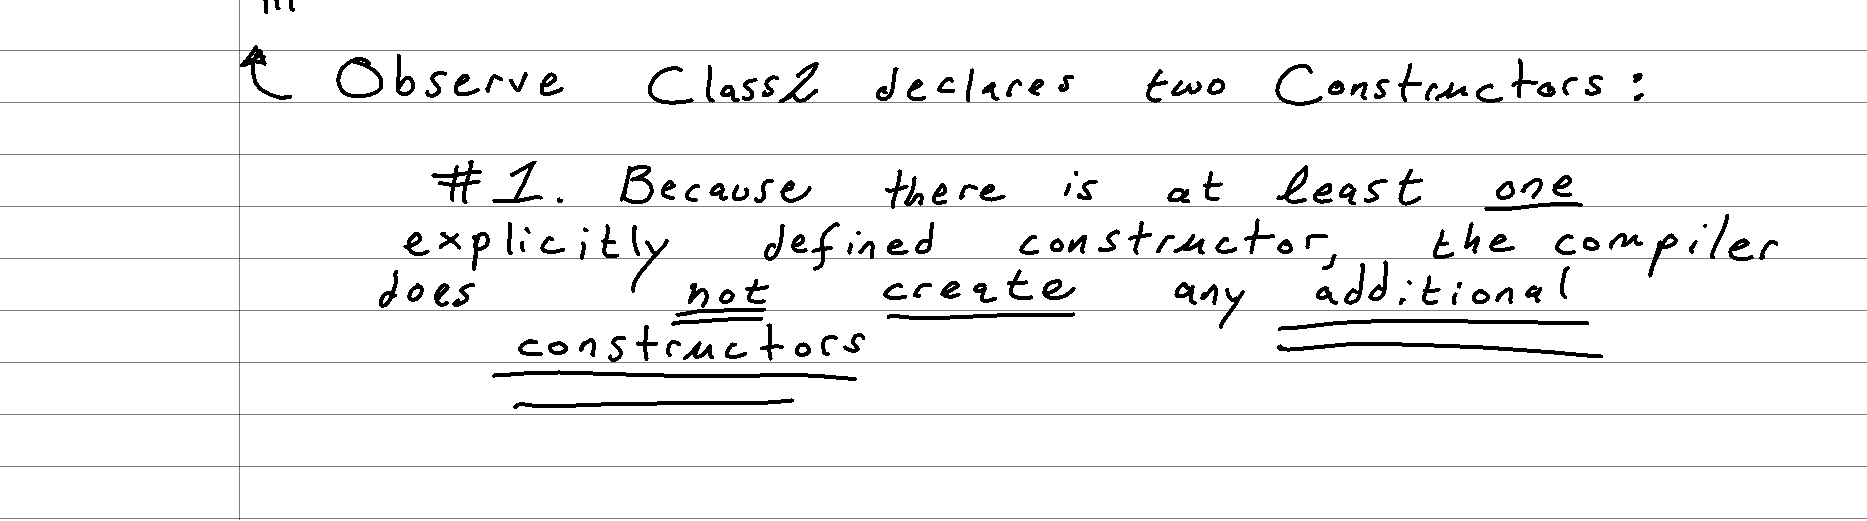 Observe Class2 declares two Constructors:
#1. Because there is at least one
explicitly defined constructor, the compiler
does not create any additional
constructors